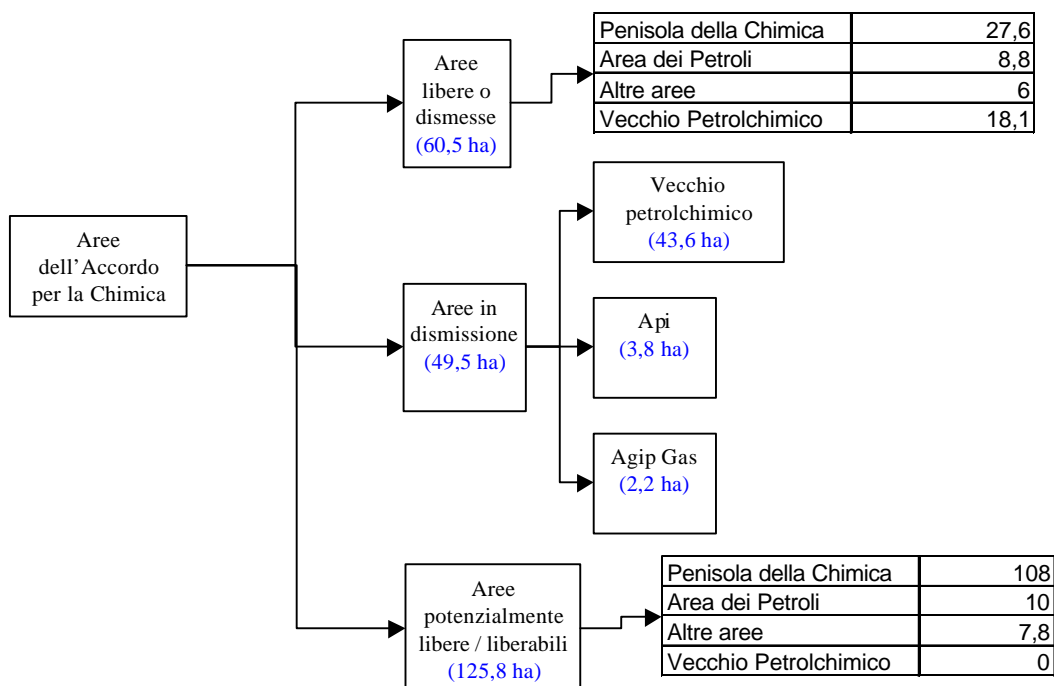 Aree
dell'Accordo
per la Chimica
Aree
libere o
dismesse
(60,5 ha)
Penisola della Chimica 27,6
Area dei Petroli 8,8
Altre aree 6
Vecchio Petrolchimico 18,1
Aree in
dismissione
(49,5 ha)
Vecchio
petrolchimico
(43,6 ha)
Api
(3,8 ha)
Agip Gas
(2,2 ha)
Aree
potenzialmente
libere / liberabili
(125,8 ha)
Penisola della Chimica 108
Area dei Petroli 10
Altre aree 7,8
Vecchio Petrolchimico 0